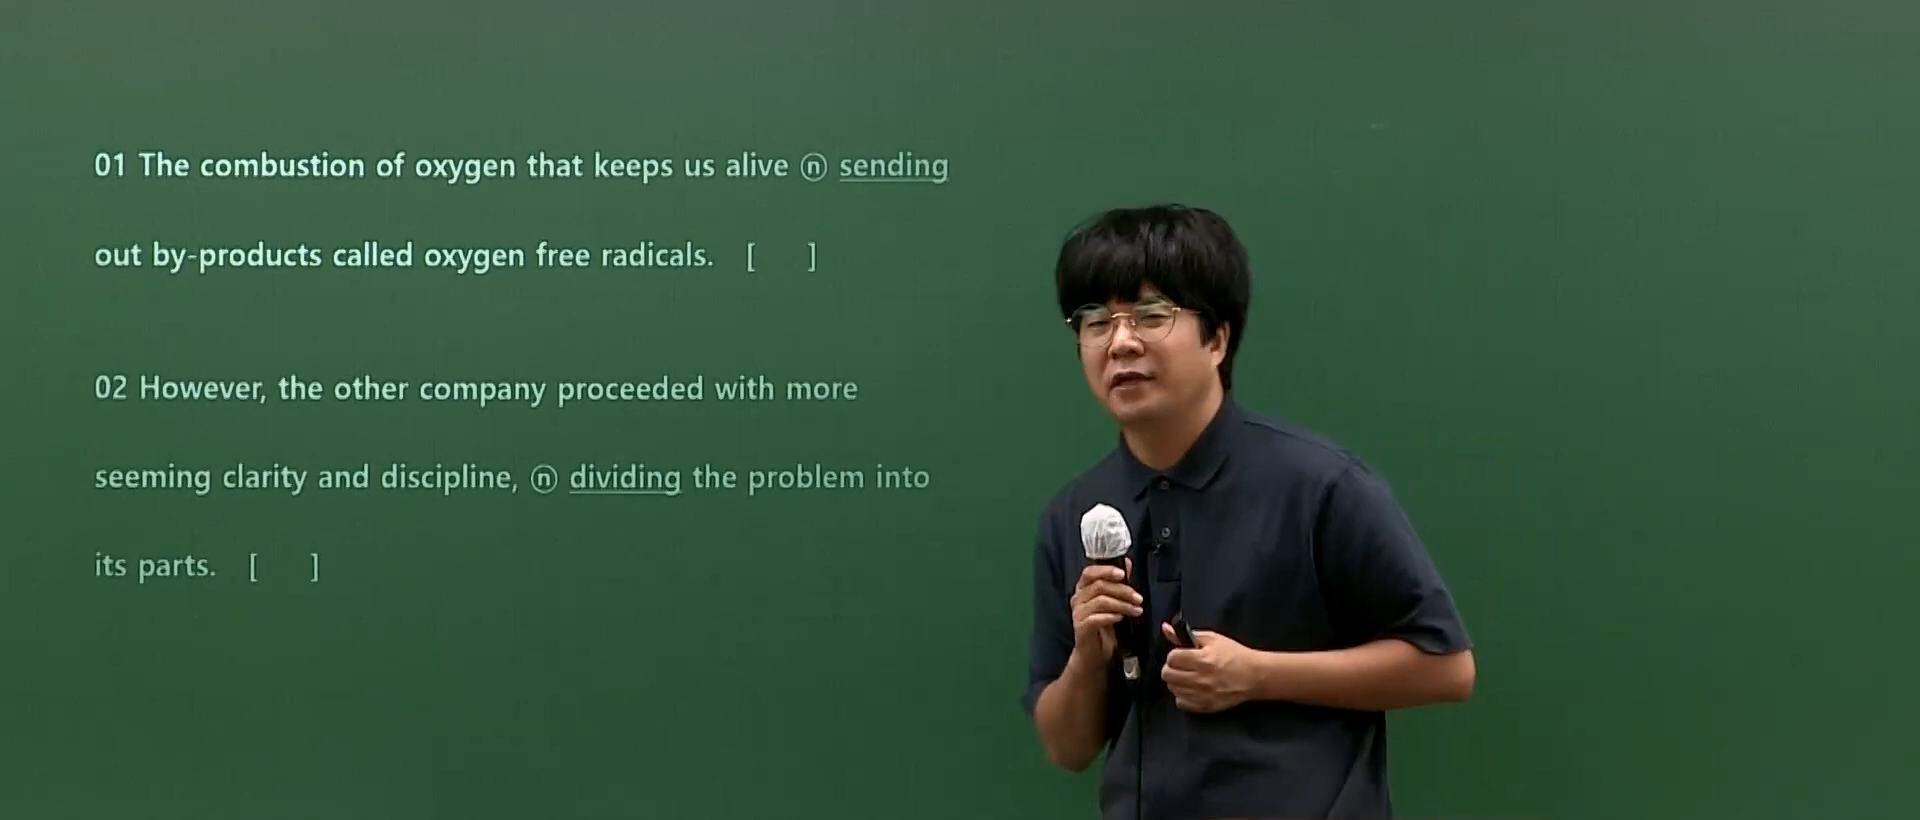 01 The combustion of oxygen that keeps us alive ⓝ sending
out by-products called oxygen free radicals. [ ]
02 However, the other company proceeded with more
seeming clarity and discipline, ⓝ dividing the problem into
its parts. [ ]